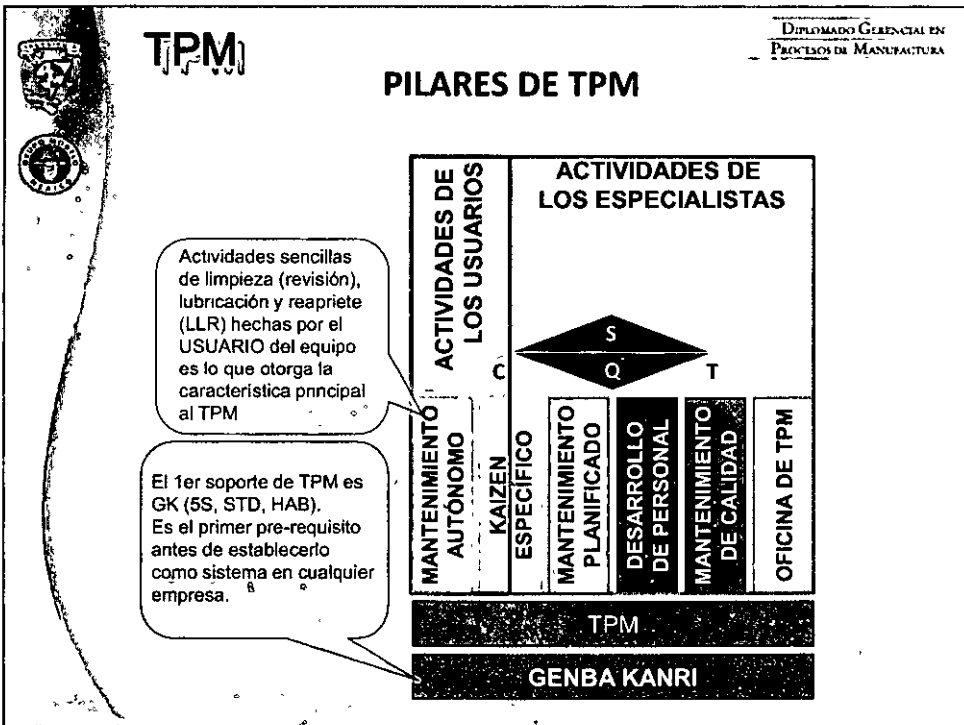 TPM
DIPLOMADO GERENCIAL EN
PROCESOS DE MANUFACTURA
PILARES DE TPM
GRUPO MODELO
MÉXICO
ACTIVIDADES DE
LOS USUARIOS
ACTIVIDADES DE
LOS ESPECIALISTAS
Actividades sencillas
de limpieza (revisión),
lubricación y reapriete
(LLR) hechas por el
USUARIO del equipo
es lo que otorga la
característica principal
al TPM
S
C
Q
T
El 1er soporte de TPM es
GK (5S, STD, HAB).
Es el primer pre-requisito
antes de establecerlo
como sistema en cualquier
empresa.
MANTENIMIENTO
AUTÓNOMO
KAIZEN
ESPECÍFICO
MANTENIMIENTO
PLANIFICADO
DESARROLLO
DE PERSONAL
MANTENIMIENTO
DE CALIDAD
OFICINA DE TPM
TPM
GENBA KANRI